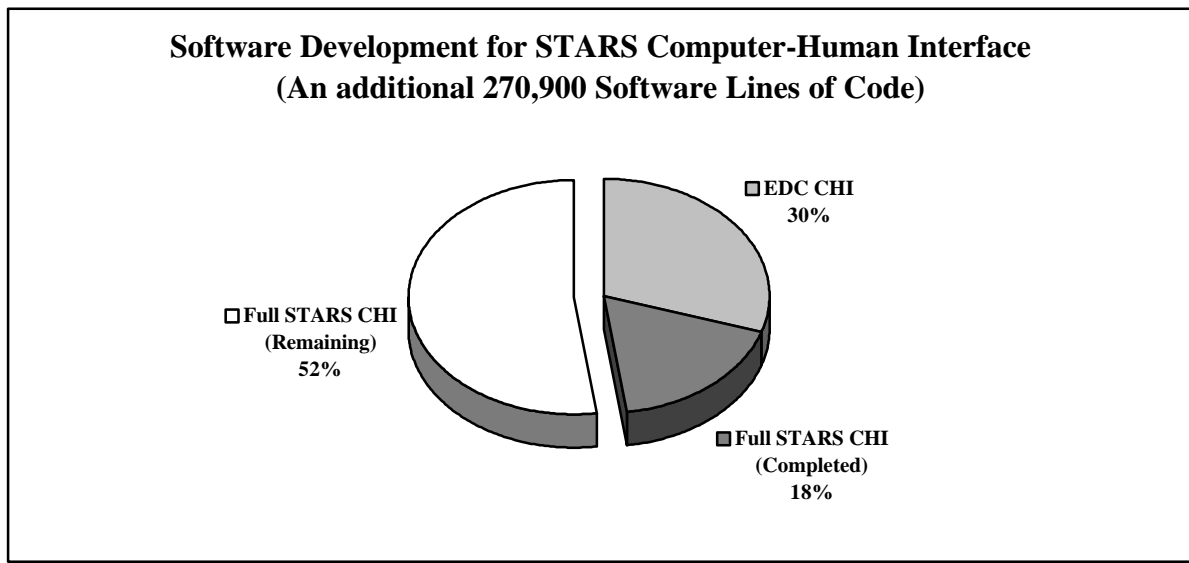 Software Development for STARS Computer-Human Interface
(An additional 270,900 Software Lines of Code)
EDC CHI
30%
Full STARS CHI
(Remaining)
52%
Full STARS CHI
(Completed)
18%